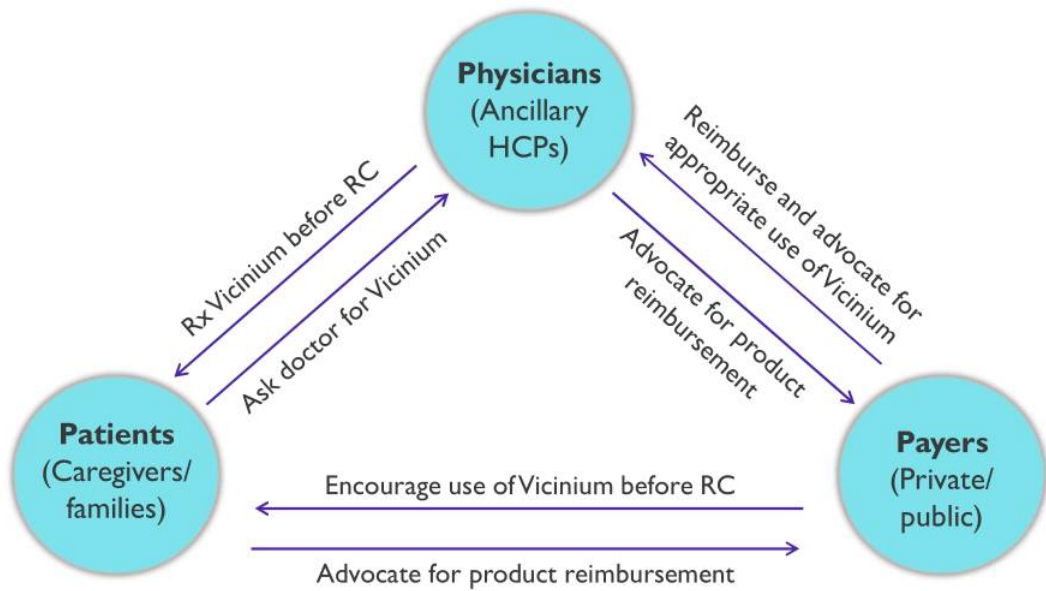 Physicians
(Ancillary
HCPs)
Rx Vicinium before RC
Ask doctor for Vicinium
Reimburse and advocate for
appropriate use of Vicinium
Advocate for product
reimbursement
Patients
(Caregivers/
families)
Payers
(Private/
public)
Encourage use of Vicinium before RC
Advocate for product reimbursement